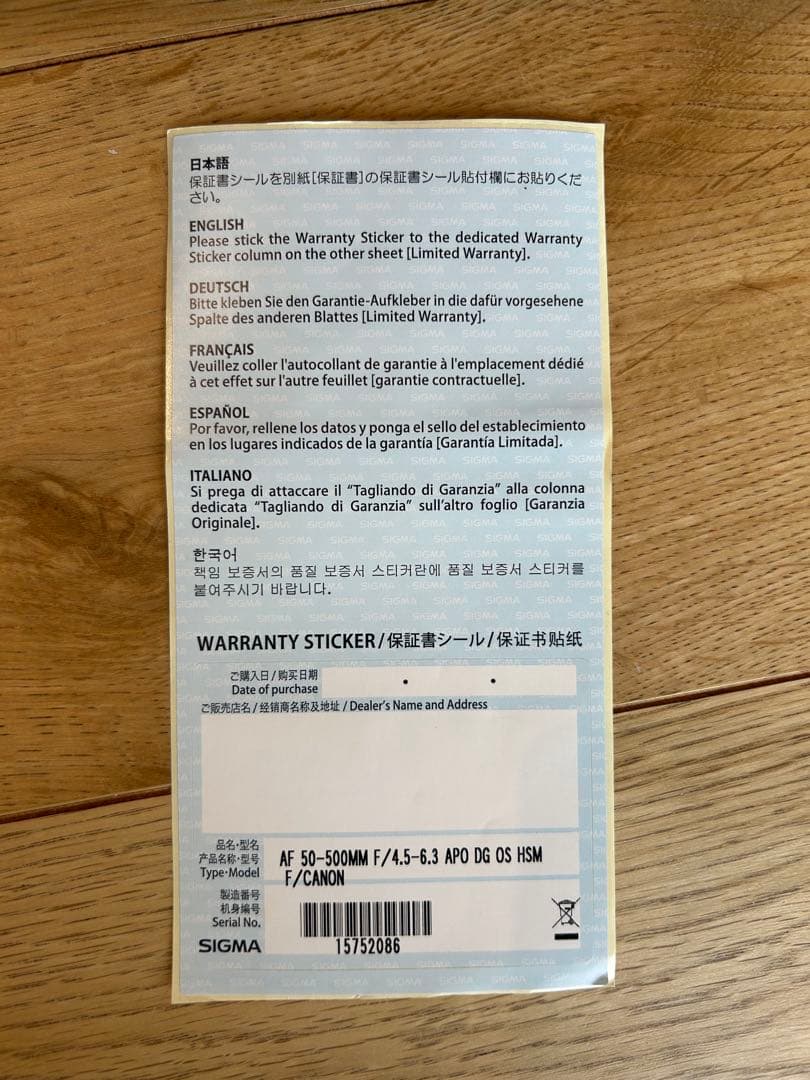 日本語
保証書シールを別紙[保証書]の保証書シール貼付欄にお貼りくだ
さい。
ENGLISH
Please stick the Warranty Sticker to the dedicated Warranty
Sticker column on the other sheet [Limited Warranty].
DEUTSCH
Bitte kleben Sie den Garantie-Aufkleber in die dafür vorgesehene
Spalte des anderen Blattes [Limited Warranty].
FRANÇAIS
Veuillez coller l'autocollant de garantie à l'emplacement dédié
à cet effet sur l'autre feuillet [garantie contractuelle].
ESPAÑOL
Por favor, rellene los datos y ponga el sello del establecimiento
en los lugares indicados de la garantía [Garantía Limitada].
ITALIANO
Si prega di attaccare il “Tagliando di Garanzia” alla colonna
dedicata “Tagliando di Garanzia” sull’altro foglio [Garanzia
Originale].
한국어
책임 보증서의 품질 보증서 스티커란에 품질 보증서 스티커를
붙여주시기 바랍니다.
WARRANTY STICKER/保証書シール/保证书贴纸
ご購入日/购买日期
Date of purchase
ご販売店名/经销商名称及地址/Dealer's Name and Address
品名・型名
产品名称・型号
Type・Model
AF 50-500MM F/4.5-6.3 APO DG OS HSM
F/CANON
製造番号
机身编号
Serial No.
SIGMA
15752086